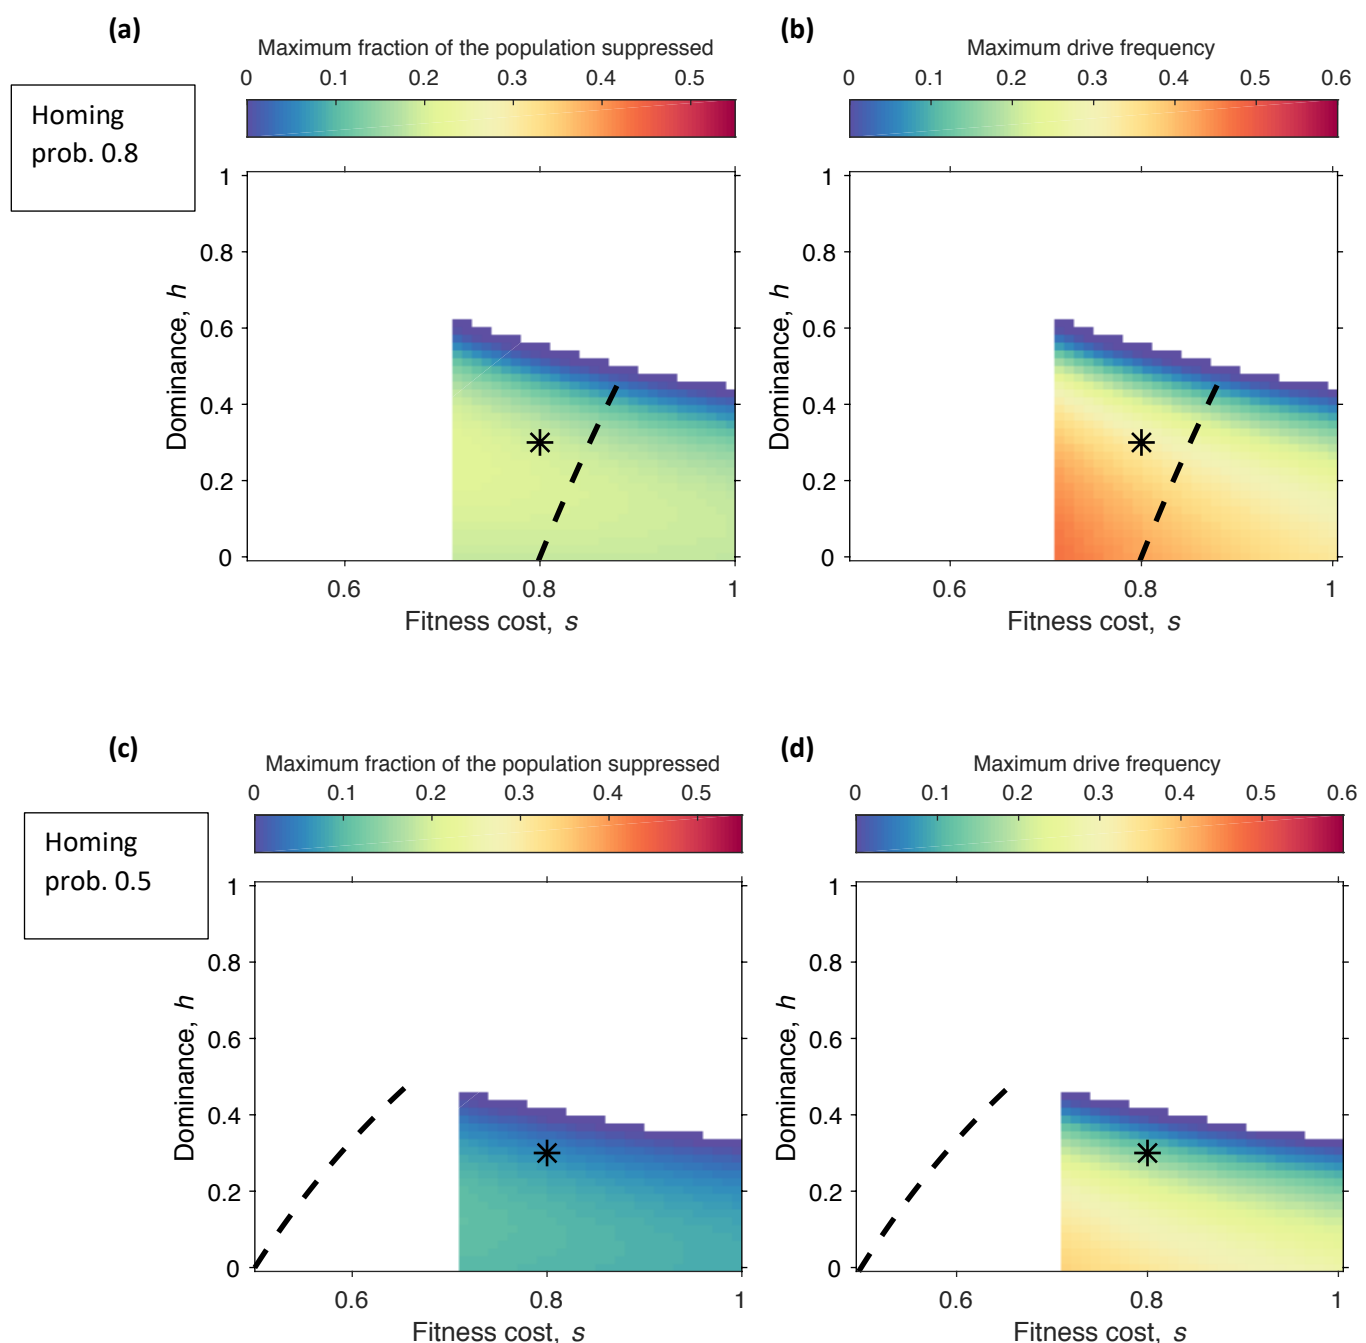 (a)
(b)
Maximum fraction of the population suppressed
Maximum drive frequency
0 0.1 0.2 0.3 0.4 0.5
0 0.1 0.2 0.3 0.4 0.5 0.6
Homing
prob. 0.8
1
0.8
0.6
0.4
0.2
0
Dominance, h
0.6 0.8 1
Fitness cost, s
1
0.8
0.6
0.4
0.2
0
Dominance, h
0.6 0.8 1
Fitness cost, s
(c)
(d)
Maximum fraction of the population suppressed
Maximum drive frequency
0 0.1 0.2 0.3 0.4 0.5
0 0.1 0.2 0.3 0.4 0.5 0.6
Homing
prob. 0.5
1
0.8
0.6
0.4
0.2
0
Dominance, h
0.6 0.8 1
Fitness cost, s
1
0.8
0.6
0.4
0.2
0
Dominance, h
0.6 0.8 1
Fitness cost, s